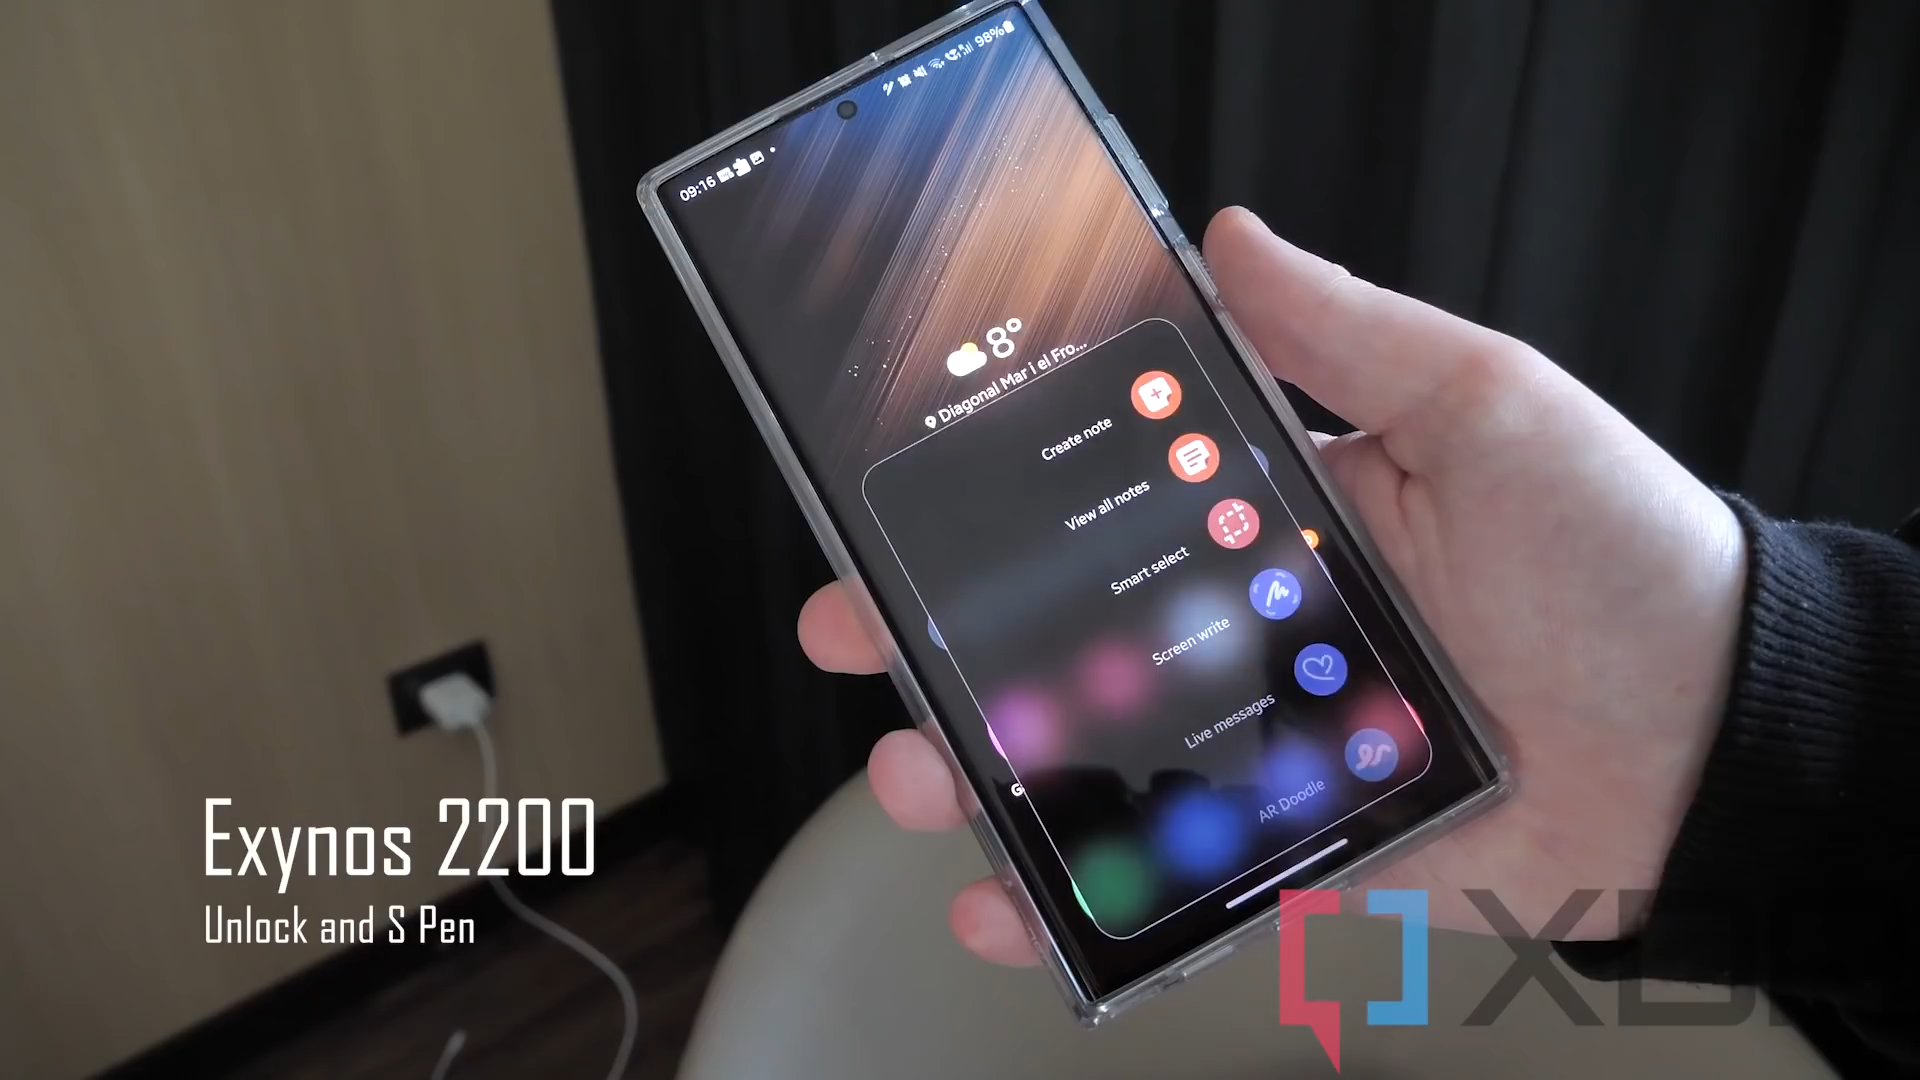 09:16
98%
8°
Diagonal Mar i el Fro...
Create note
View all notes
Smart select
Screen write
Live messages
AR Doodle
G
Exynos 2200
Unlock and S Pen
XD